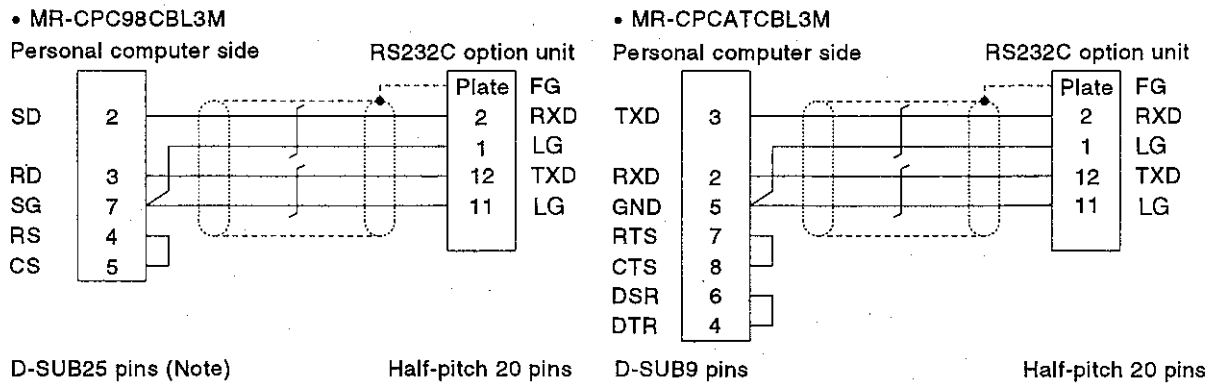 • MR-CPC98CBL3M
Personal computer side RS232C option unit
Plate FG
SD 2 2 RXD
1 LG
RD 3 12 TXD
SG 7 11 LG
RS 4
CS 5
D-SUB25 pins (Note) Half-pitch 20 pins
• MR-CPCATCBL3M
Personal computer side RS232C option unit
Plate FG
TXD 3 2 RXD
1 LG
RXD 2 12 TXD
GND 5 11 LG
RTS 7
CTS 8
DSR 6
DTR 4
D-SUB9 pins Half-pitch 20 pins